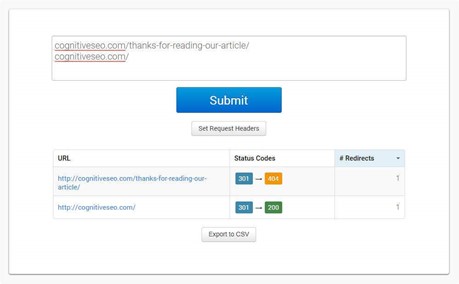 cognitiveseo.com/thanks-for-reading-our-article/
cognitiveseo.com/
Submit
Set Request Headers
URL Status Codes # Redirects
http://cognitiveseo.com/thanks-for-reading-our-
article/ 301 → 404 1
http://cognitiveseo.com/ 301 → 200 1
Export to CSV